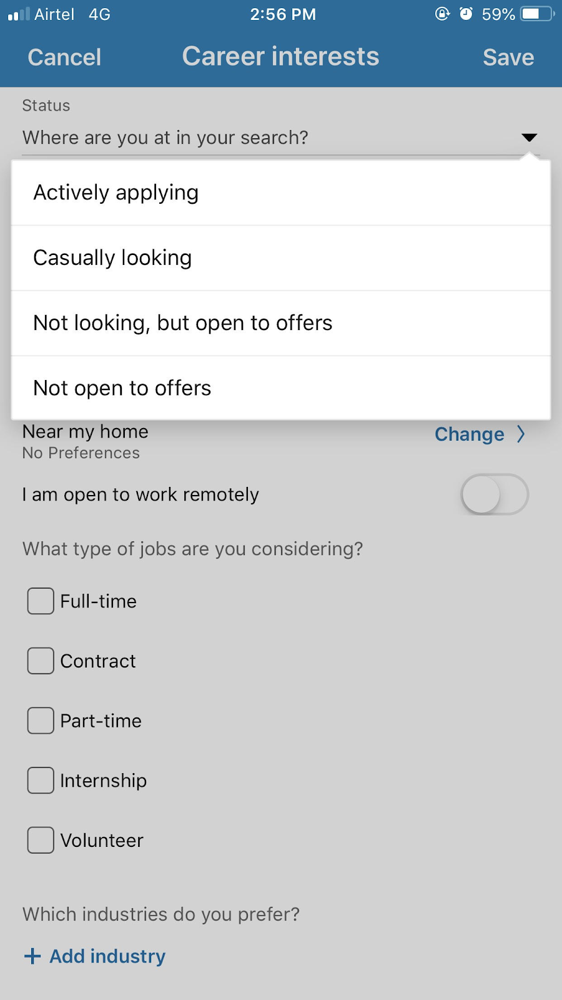 Airtel 4G 2:56 PM 59%
Cancel Career interests Save
Status
Where are you at in your search?
Actively applying
Casually looking
Not looking, but open to offers
Not open to offers
Near my home Change
No Preferences
I am open to work remotely
What type of jobs are you considering?
Full-time
Contract
Part-time
Internship
Volunteer
Which industries do you prefer?
+ Add industry